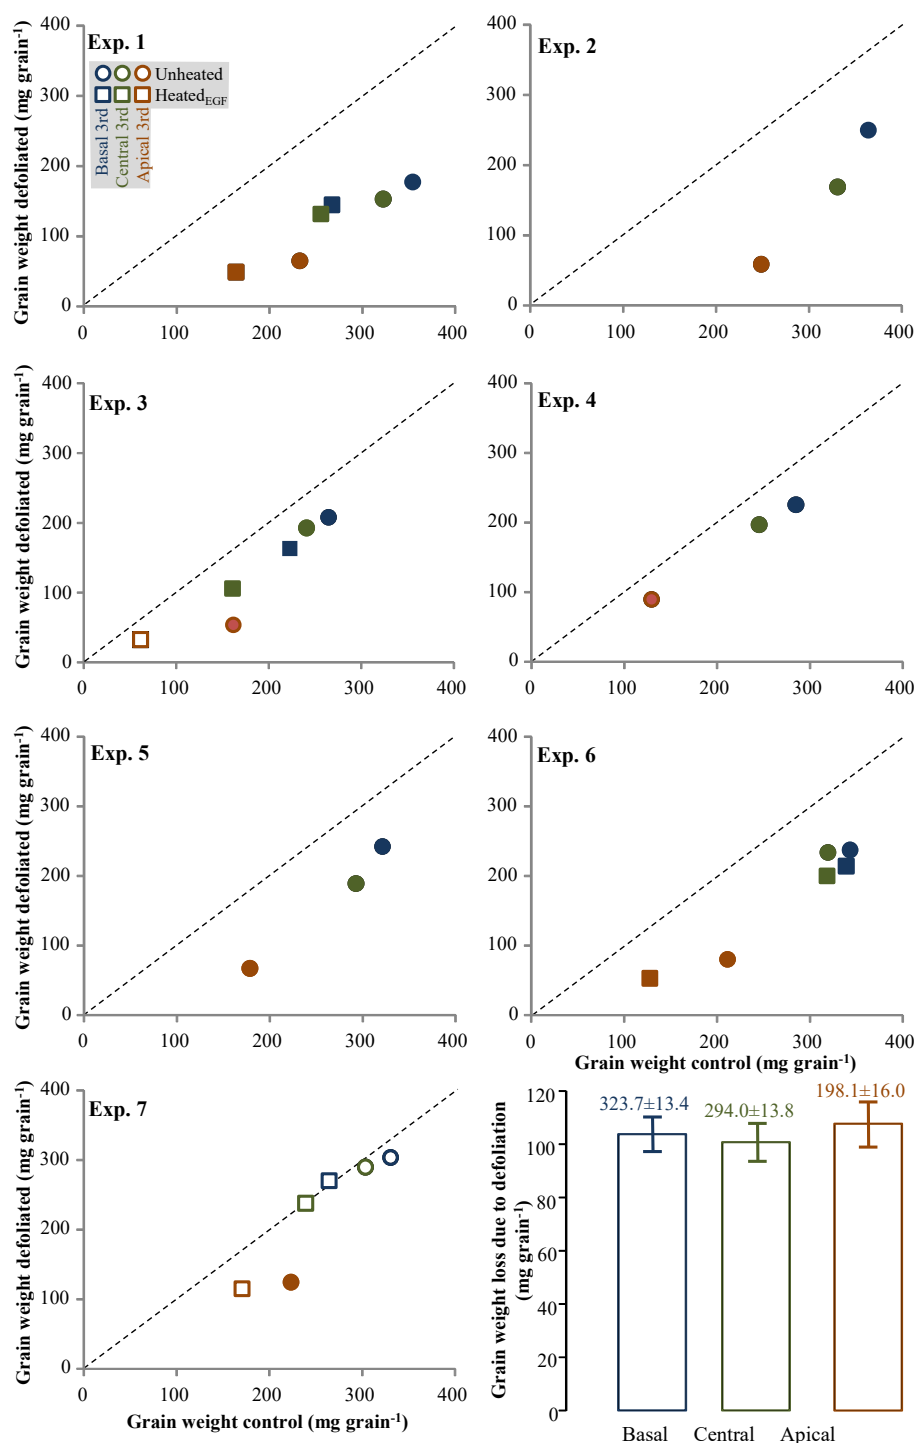 Grain weight defoliated (mg grain-1)
400
300
200
100
0
Exp. 1
Unheated
HeatedEGF
Basal 3rd
Central 3rd
Apical 3rd
0 100 200 300 400
400
300
200
100
0
Exp. 2
0 100 200 300 400
Grain weight defoliated (mg grain-1)
400
300
200
100
0
Exp. 3
0 100 200 300 400
400
300
200
100
0
Exp. 4
0 100 200 300 400
Grain weight defoliated (mg grain-1)
400
300
200
100
0
Exp. 5
0 100 200 300 400
400
300
200
100
0
Exp. 6
0 100 200 300 400
Grain weight control (mg grain-1)
Grain weight defoliated (mg grain-1)
400
300
200
100
0
Exp. 7
0 100 200 300 400
Grain weight control (mg grain-1)
Grain weight loss due to defoliation
(mg grain-1)
120
100
80
60
40
20
0
323.7±13.4
294.0±13.8
198.1±16.0
Basal Central Apical